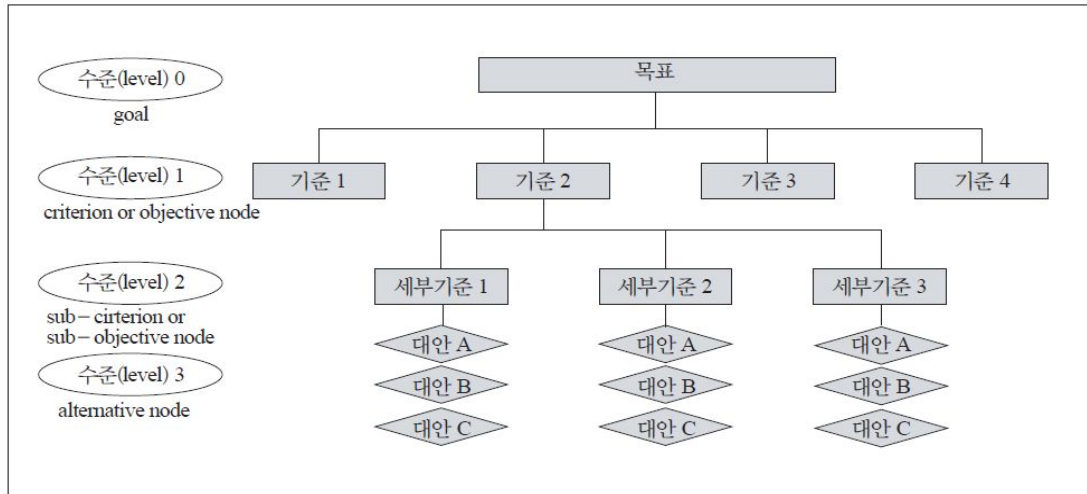 수준(level) 0
goal
목표
수준(level) 1
criterion or objective node
기준 1
기준 2
기준 3
기준 4
수준(level) 2
sub-cirterion or
sub-objective node
세부기준 1
세부기준 2
세부기준 3
수준(level) 3
alternative node
대안 A
대안 A
대안 A
대안 B
대안 B
대안 B
대안 C
대안 C
대안 C